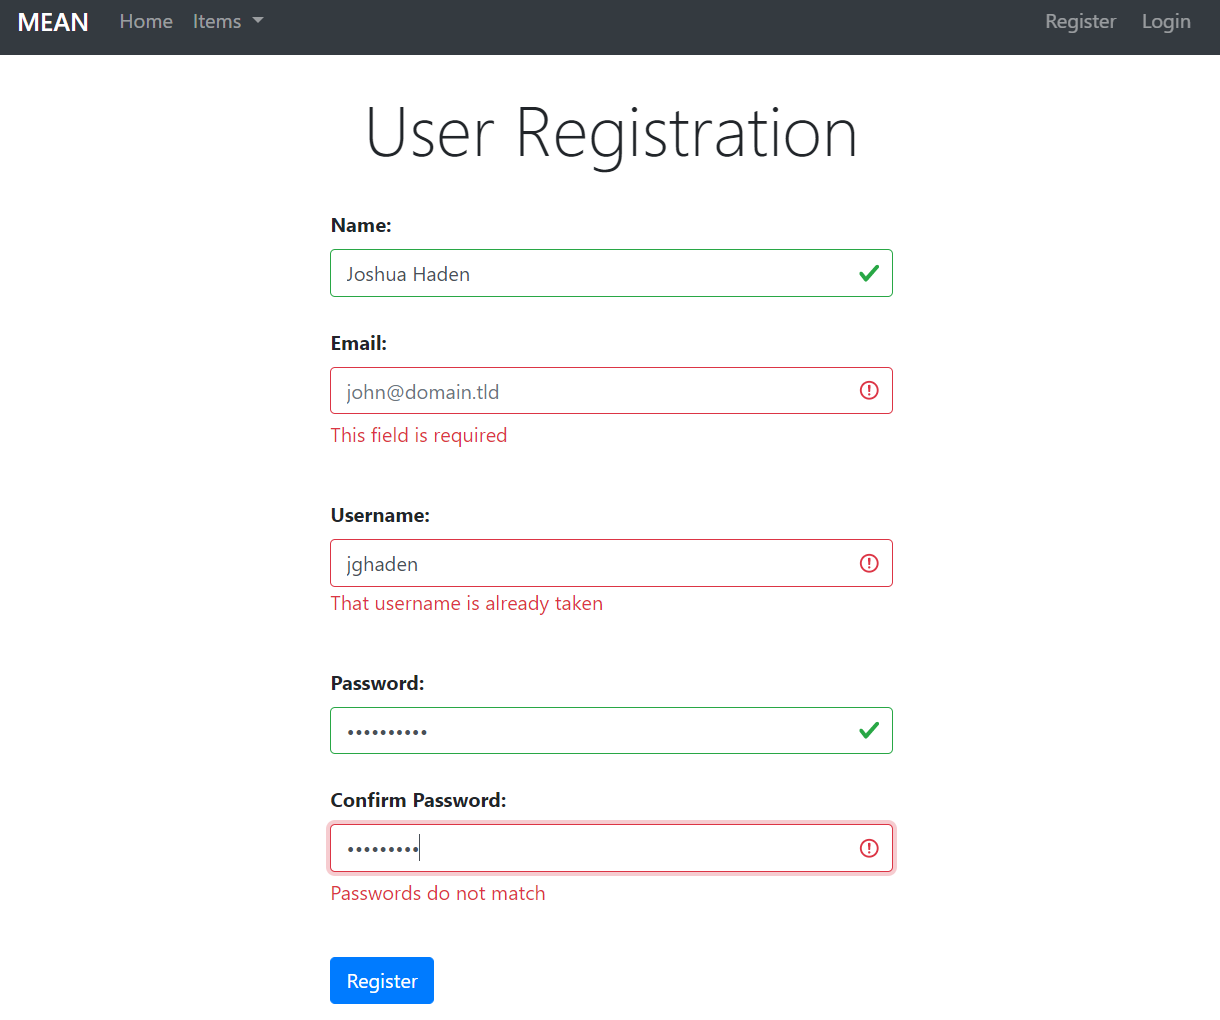 MEAN Home Items Register Login
User Registration
Name:
Joshua Haden
Email:
john@domain.tld
This field is required
Username:
jghaden
That username is already taken
Password:
••••••••••
Confirm Password:
•••••••••
Passwords do not match
Register